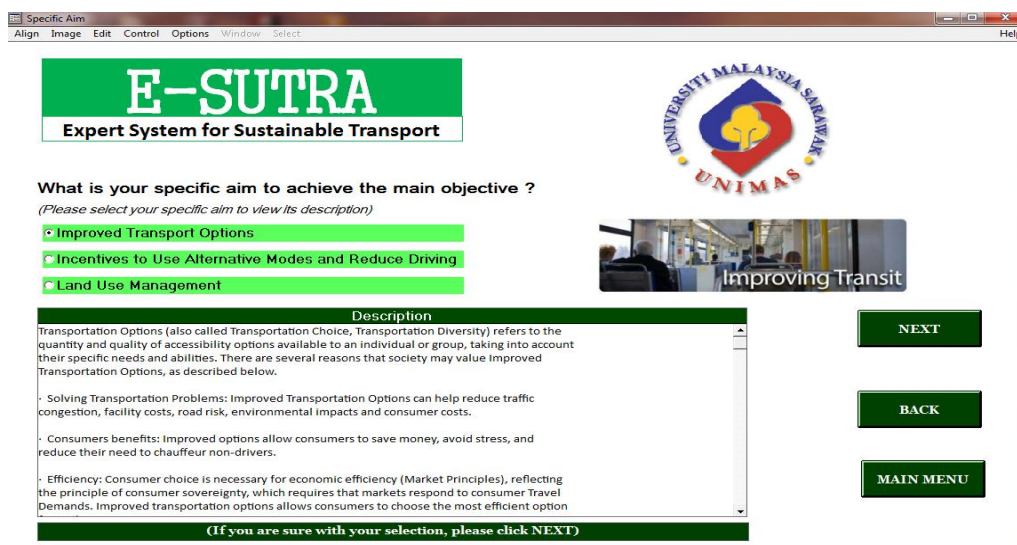 Specific Aim
Align Image Edit Control Options Window Select Help
E-SUTRA
Expert System for Sustainable Transport
UNIVERSITI MALAYSIA SARAWAK
UNIMAS
What is your specific aim to achieve the main objective ?
(Please select your specific aim to view its description)
Improved Transport Options
Incentives to Use Alternative Modes and Reduce Driving
Land Use Management
Improving Transit
Description
Transportation Options (also called Transportation Choice, Transportation Diversity) refers to the
quantity and quality of accessibility options available to an individual or group, taking into account
their specific needs and abilities. There are several reasons that society may value Improved
Transportation Options, as described below.
· Solving Transportation Problems: Improved Transportation Options can help reduce traffic
congestion, facility costs, road risk, environmental impacts and consumer costs.
· Consumers benefits: Improved options allow consumers to save money, avoid stress, and
reduce their need to chauffeur non-drivers.
· Efficiency: Consumer choice is necessary for economic efficiency (Market Principles), reflecting
the principle of consumer sovereignty, which requires that markets respond to consumer Travel
Demands. Improved transportation options allows consumers to choose the most efficient option
(If you are sure with your selection, please click NEXT)
NEXT
BACK
MAIN MENU